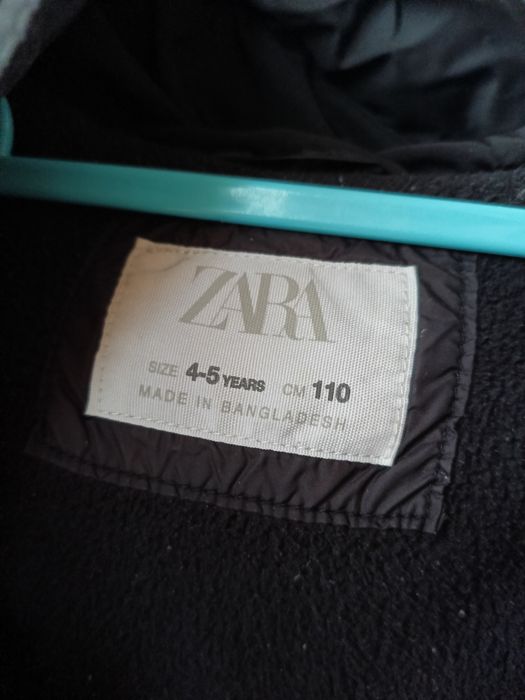 ZARA
SIZE 4-5 YEARS CM 110
MADE IN BANGLADESH